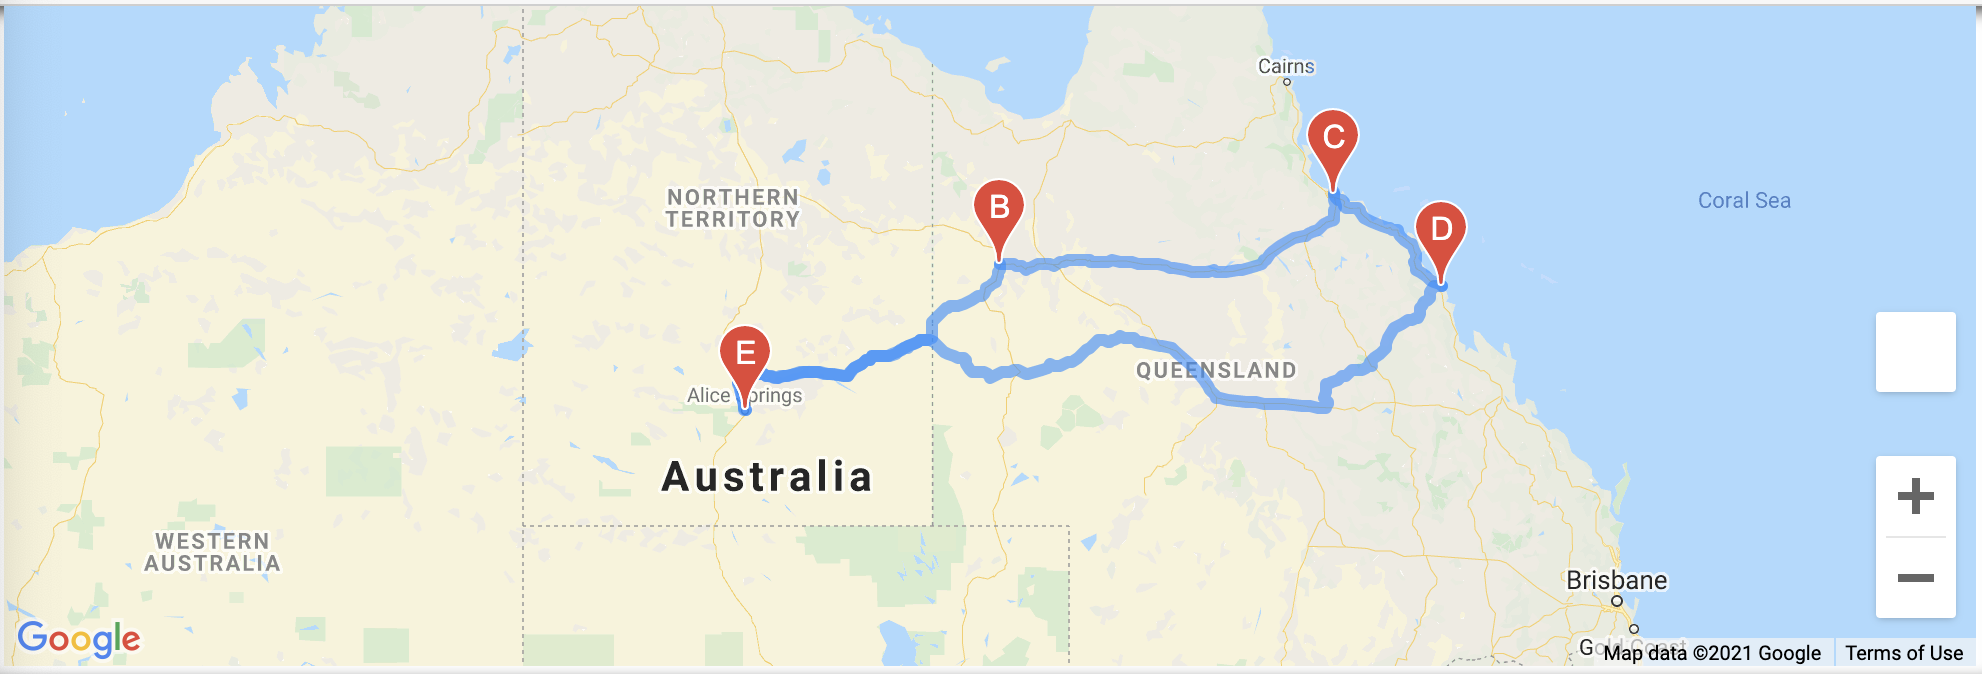 Cairns
C
NORTHERN
TERRITORY
B
Coral Sea
D
E
QUEENSLAND
Alice Springs
Australia
WESTERN
AUSTRALIA
Brisbane
Gold Coast
Google
Map data ©2021 Google
Terms of Use